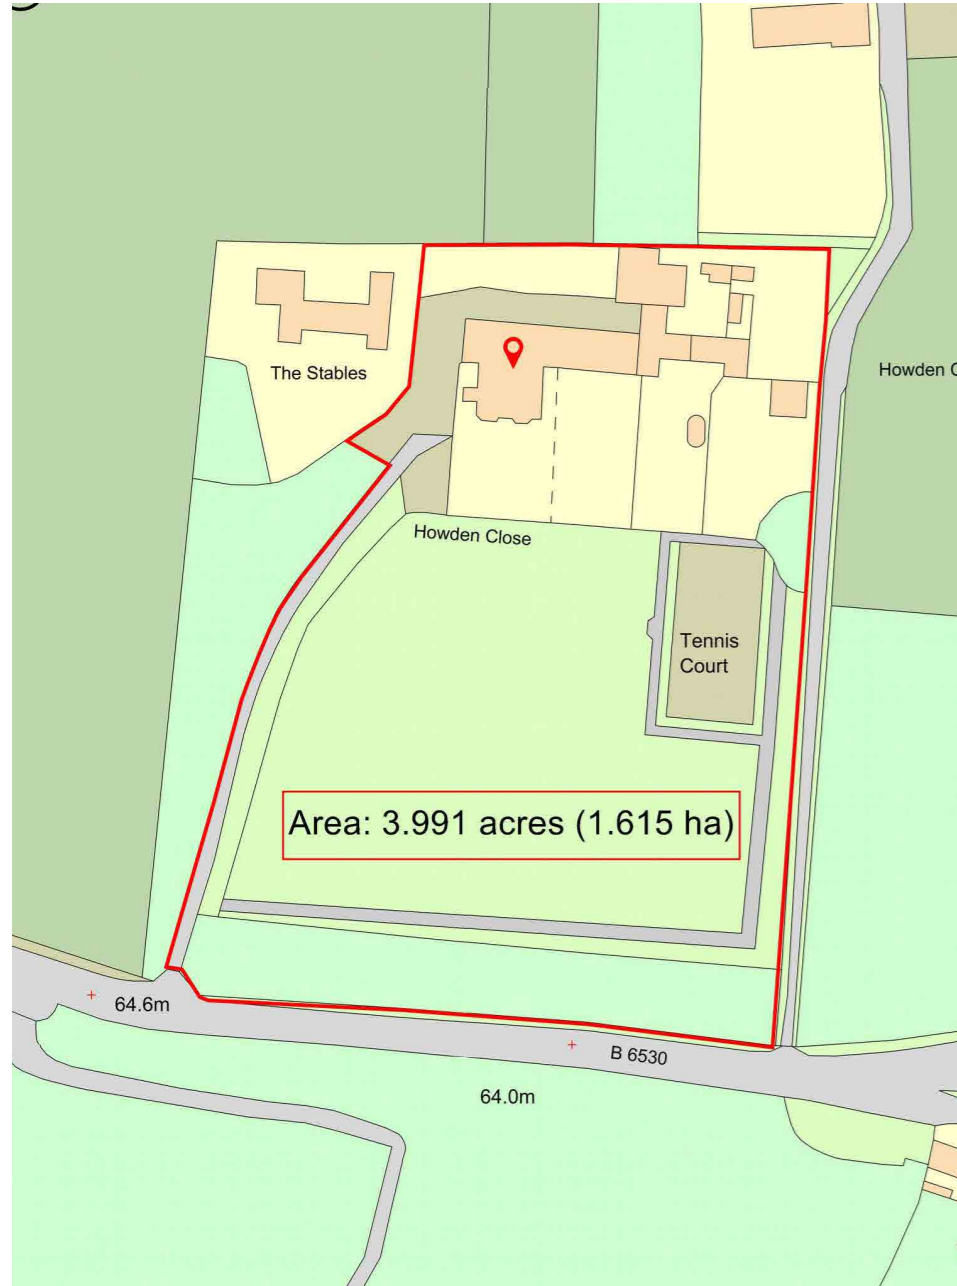 The Stables
Howden C
Howden Close
Tennis
Court
Area: 3.991 acres (1.615 ha)
64.6m
B 6530
64.0m